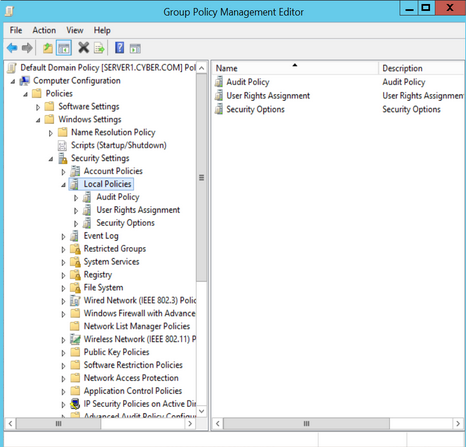 Group Policy Management Editor
File Action View Help
Default Domain Policy [SERVER1.CYBER.COM] Pol
Computer Configuration
Policies
Software Settings
Windows Settings
Name Resolution Policy
Scripts (Startup/Shutdown)
Security Settings
Account Policies
Local Policies
Audit Policy
User Rights Assignment
Security Options
Event Log
Restricted Groups
System Services
Registry
File System
Wired Network (IEEE 802.3) Polic
Windows Firewall with Advance
Network List Manager Policies
Wireless Network (IEEE 802.11) P
Public Key Policies
Software Restriction Policies
Network Access Protection
Application Control Policies
IP Security Policies on Active Dir
Advanced Audit Policy Configu
Name Description
Audit Policy Audit Policy
User Rights Assignment User Rights Assignm
Security Options Security Options